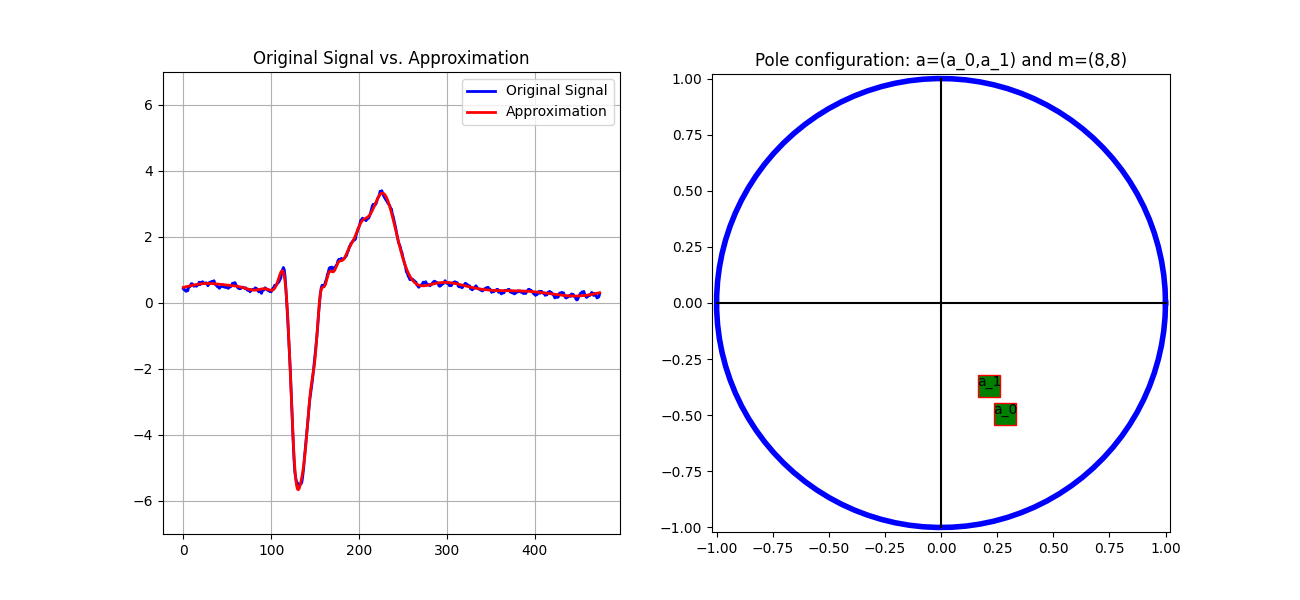 Original Signal vs. Approximation
6
4
2
0
−2
−4
−6
0 100 200 300 400
Original Signal
Approximation
Pole configuration: a=(a_0,a_1) and m=(8,8)
1.00
0.75
0.50
0.25
0.00
−0.25
−0.50
−0.75
−1.00
−1.00 −0.75 −0.50 −0.25 0.00 0.25 0.50 0.75 1.00
a_1
a_0